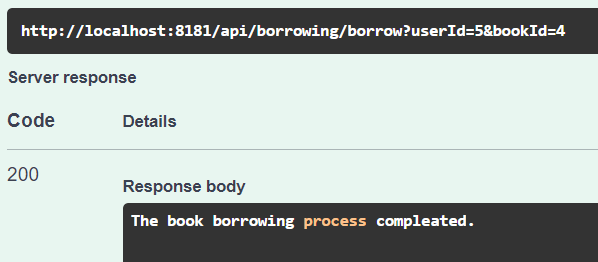 http://localhost:8181/api/borrowing/borrow?userId=5&bookId=4
Server response
Code Details
200
Response body
The book borrowing process compleated.